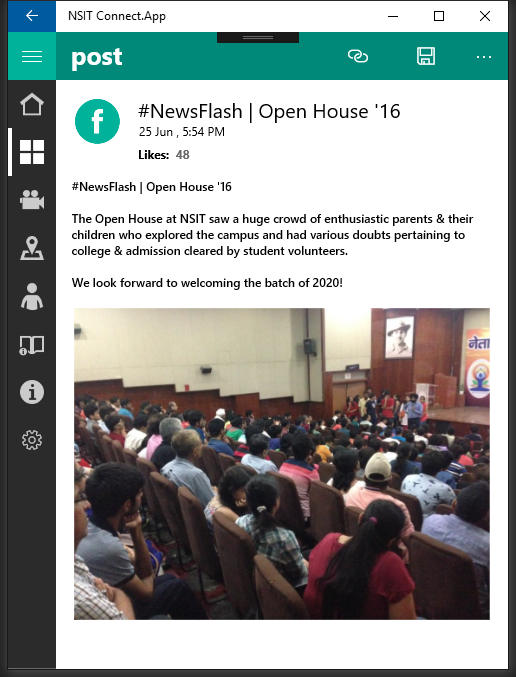 NSIT Connect.App
post
#NewsFlash | Open House '16
25 Jun , 5:54 PM
Likes: 48
#NewsFlash | Open House '16
The Open House at NSIT saw a huge crowd of enthusiastic parents & their
children who explored the campus and had various doubts pertaining to
college & admission cleared by student volunteers.
We look forward to welcoming the batch of 2020!
नेता